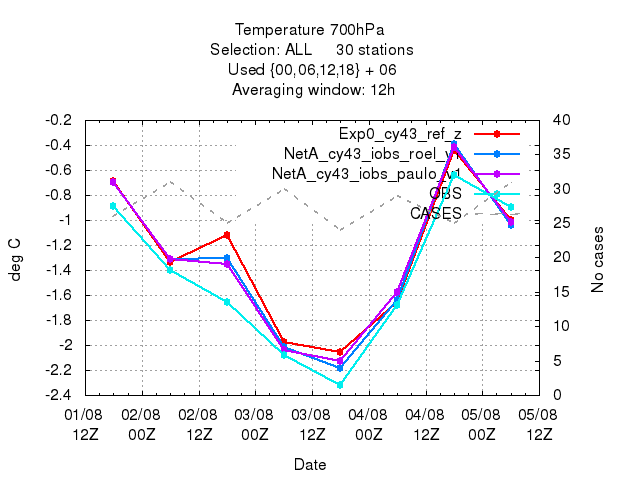 Temperature 700hPa
Selection: ALL 30 stations
Used {00,06,12,18} + 06
Averaging window: 12h
Exp0_cy43_ref_z
NetA_cy43_iobs_roel_v1
NetA_cy43_iobs_paulo_v1
OBS
CASES
deg C
-0.2
-0.4
-0.6
-0.8
-1
-1.2
-1.4
-1.6
-1.8
-2
-2.2
-2.4
No cases
40
35
30
25
20
15
10
5
0
01/08 02/08 02/08 03/08 03/08 04/08 04/08 05/08 05/08
12Z 00Z 12Z 00Z 12Z 00Z 12Z 00Z 12Z
Date